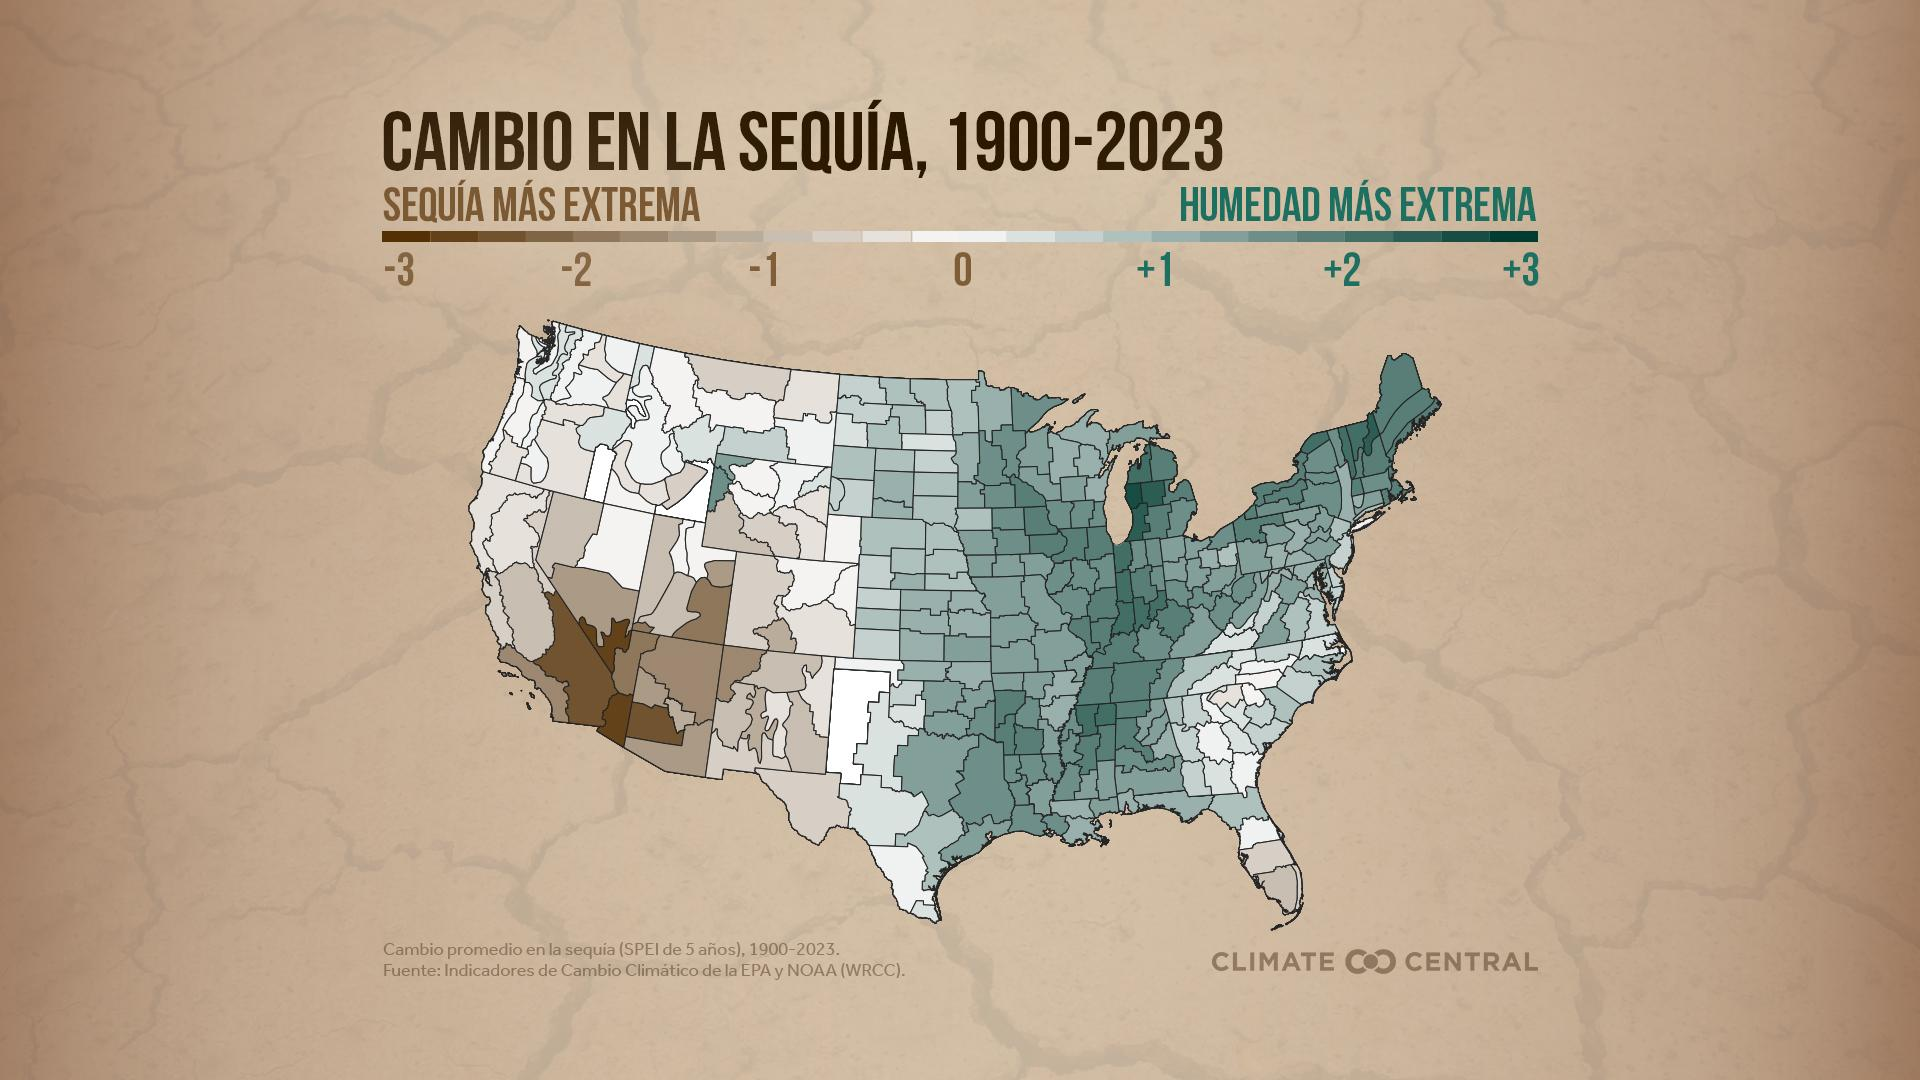 CAMBIO EN LA SEQUÍA, 1900-2023
SEQUÍA MÁS EXTREMA HUMEDAD MÁS EXTREMA
-3 -2 -1 0 +1 +2 +3
Cambio promedio en la sequía (SPEI de 5 años), 1900-2023.
Fuente: Indicadores de Cambio Climático de la EPA y NOAA (WRCC).
CLIMATE CENTRAL